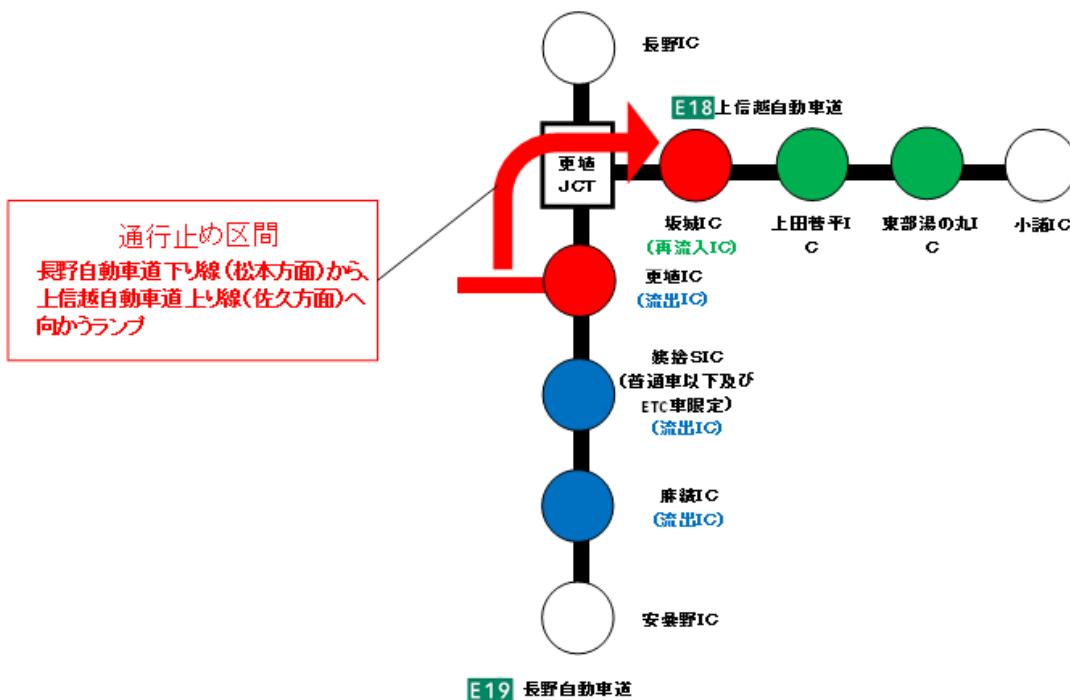 長野IC
E18 上信越自動車道
更埴
JCT
坂城IC
(再流入IC)
上田菅平I
C
東部湯の丸I
C
小諸IC
通行止め区間
長野自動車道下り線(松本方面)から、
上信越自動車道上り線(佐久方面)へ
向かうランプ
更埴IC
(流出IC)
姨捨SIC
(普通車以下及び
ETC車限定)
(流出IC)
麻績IC
(流出IC)
安曇野IC
E19 長野自動車道